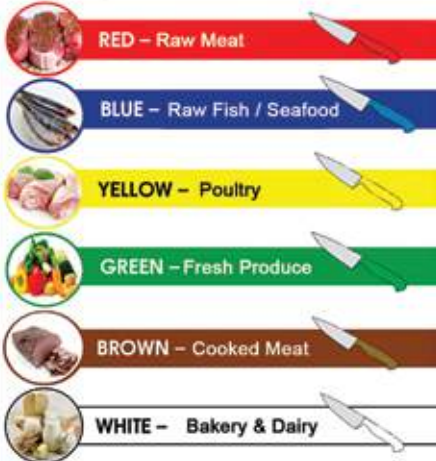 RED – Raw Meat
BLUE – Raw Fish / Seafood
YELLOW – Poultry
GREEN – Fresh Produce
BROWN – Cooked Meat
WHITE – Bakery & Dairy